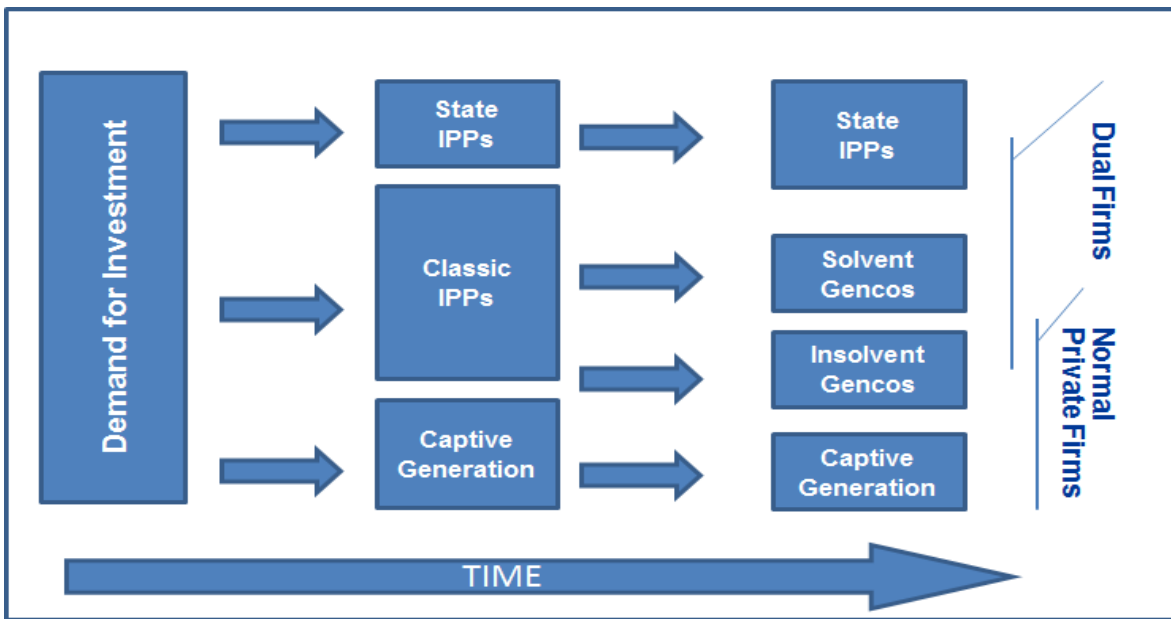 Demand for Investment
State
IPPs
Classic
IPPs
Captive
Generation
State
IPPs
Solvent
Gencos
Insolvent
Gencos
Captive
Generation
Dual Firms
Normal
Private Firms
TIME